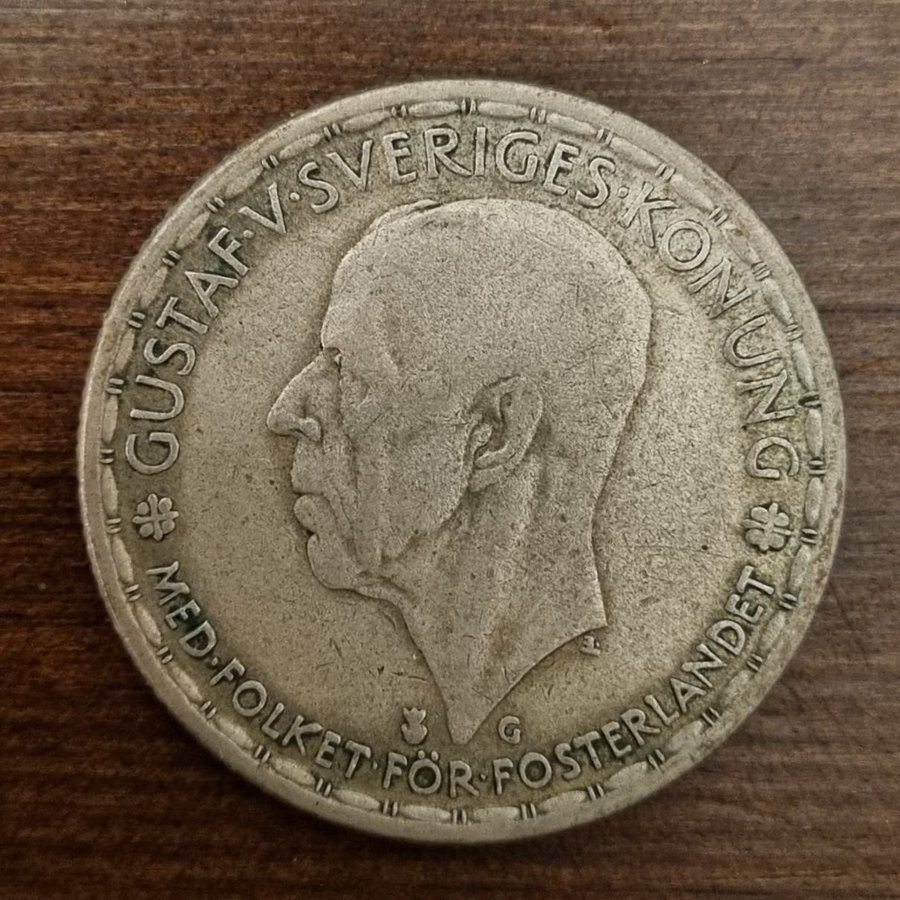 GUSTAF·V·SVERIGES·KONUNG
MED·FOLKET·FÖR·FOSTERLANDET
G